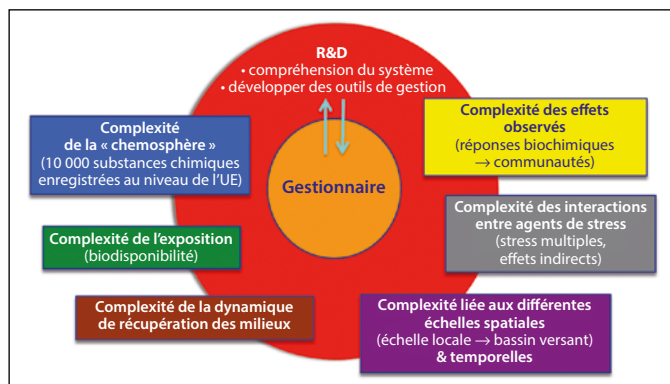 R&D
• compréhension du système
• développer des outils de gestion
Complexité
de la « chemosphère »
(10 000 substances chimiques
enregistrées au niveau de l'UE)
Complexité des effets
observés
(réponses biochimiques
→ communautés)
Gestionnaire
Complexité de l'exposition
(biodisponibilité)
Complexité des interactions
entre agents de stress
(stress multiples,
effets indirects)
Complexité de la dynamique
de récupération des milieux
Complexité liée aux différentes
échelles spatiales
(échelle locale → bassin versant)
& temporelles